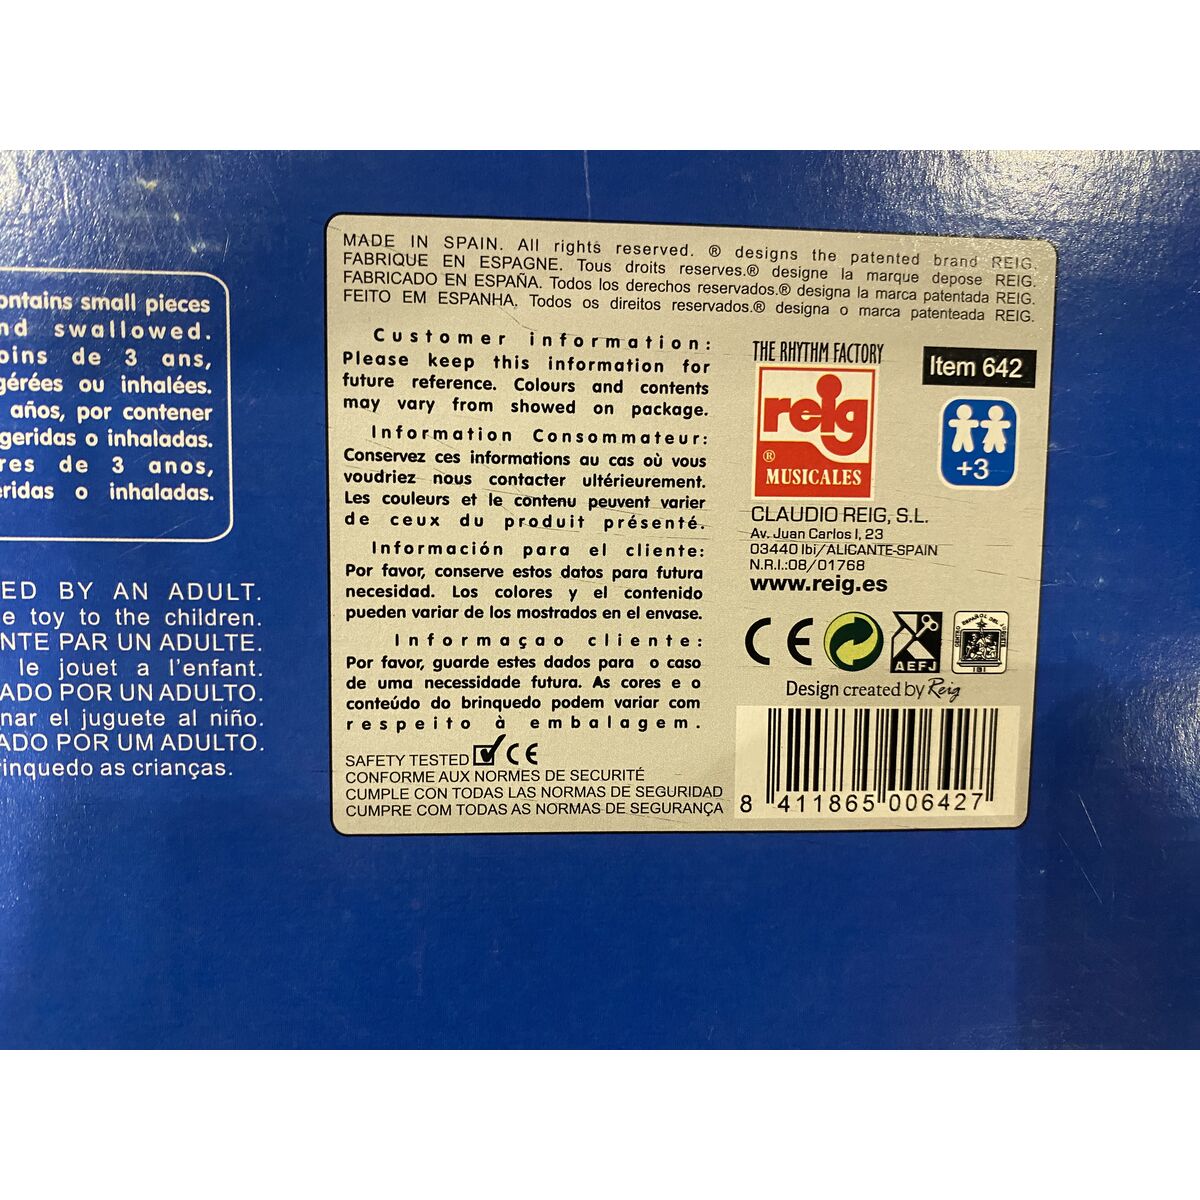 ontains small pieces
nd swallowed.
oins de 3 ans,
gérées ou inhalées.
años, por contener
geridas o inhaladas.
res de 3 anos,
eridas o inhaladas.
ED BY AN ADULT.
e toy to the children.
NTE PAR UN ADULTE.
le jouet a l'enfant.
ADO POR UN ADULTO.
nar el juguete al niño.
ADO POR UM ADULTO.
rinquedo as crianças.
MADE IN SPAIN. All rights reserved. ® designs the patented brand REIG.
FABRIQUE EN ESPAGNE. Tous droits reserves.® designe la marque depose REIG.
FABRICADO EN ESPAÑA. Todos los derechos reservados.® designa la marca patentada REIG.
FEITO EM ESPANHA. Todos os direitos reservados.® designa o marca patenteada REIG.
Customer information:
Please keep this information for
future reference. Colours and contents
may vary from showed on package.
Information Consommateur:
Conservez ces informations au cas où vous
voudriez nous contacter ultérieurement.
Les couleurs et le contenu peuvent varier
de ceux du produit présenté.
Información para el cliente:
Por favor, conserve estos datos para futura
necesidad. Los colores y el contenido
pueden variar de los mostrados en el envase.
Informaçao cliente:
Por favor, guarde estes dados para o caso
de uma necessidade futura. As cores e o
conteúdo do brinquedo podem variar com
respeito à embalagem.
SAFETY TESTED CE
CONFORME AUX NORMES DE SECURITÉ
CUMPLE CON TODAS LAS NORMAS DE SEGURIDAD
CUMPRE COM TODAS AS NORMAS DE SEGURANÇA
THE RHYTHM FACTORY
reig
®
MUSICALES
Item 642
+3
CLAUDIO REIG, S.L.
Av. Juan Carlos I, 23
03440 Ibi/ALICANTE-SPAIN
N.R.I.:08/01768
www.reig.es
CE
AEFJ
ESPAÑOL DEL
IBI
Design created by Reig
8 411865 006427